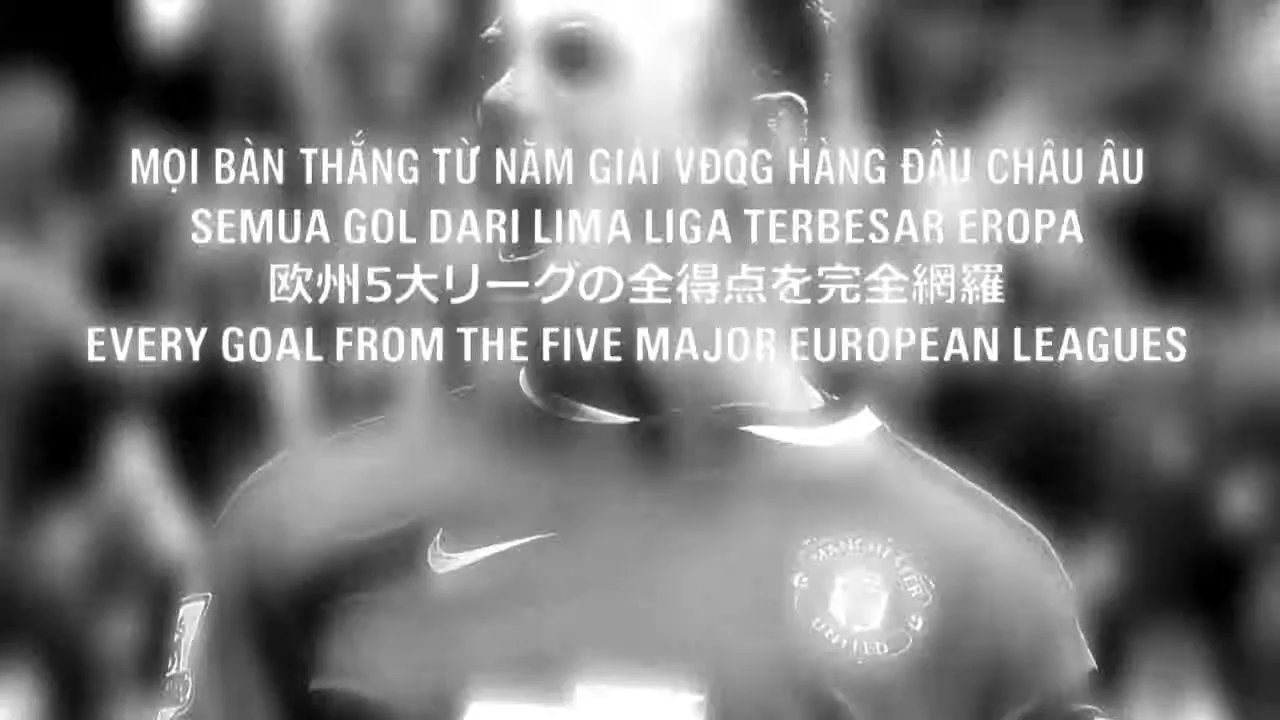 MỌI BÀN THẮNG TỪ NĂM GIẢI VĐQG HÀNG ĐẦU CHÂU ÂU
SEMUA GOL DARI LIMA LIGA TERBESAR EROPA
欧州5大リーグの全得点を完全網羅
EVERY GOAL FROM THE FIVE MAJOR EUROPEAN LEAGUES
MANCHESTER
UNITED